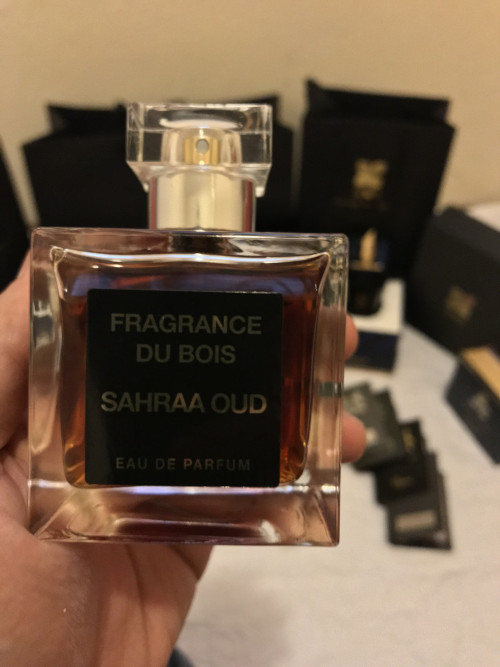 FRAGRANCE
DU BOIS
SAHRAA OUD
EAU DE PARFUM